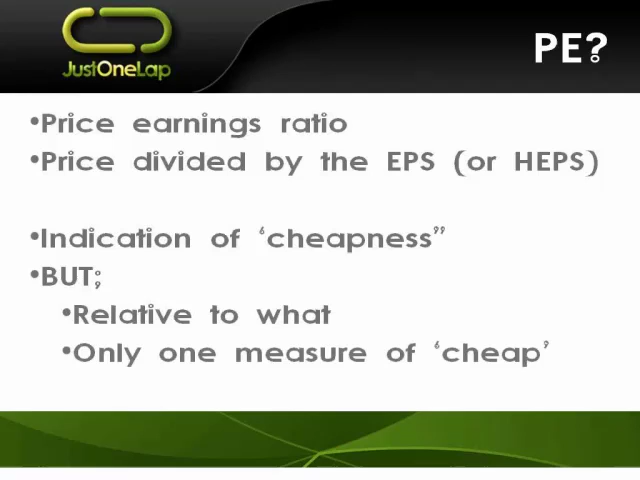 JustOneLap
PE?
•Price earnings ratio
•Price divided by the EPS (or HEPS)
•Indication of ‘cheapness”
•BUT;
•Relative to what
•Only one measure of ‘cheap’